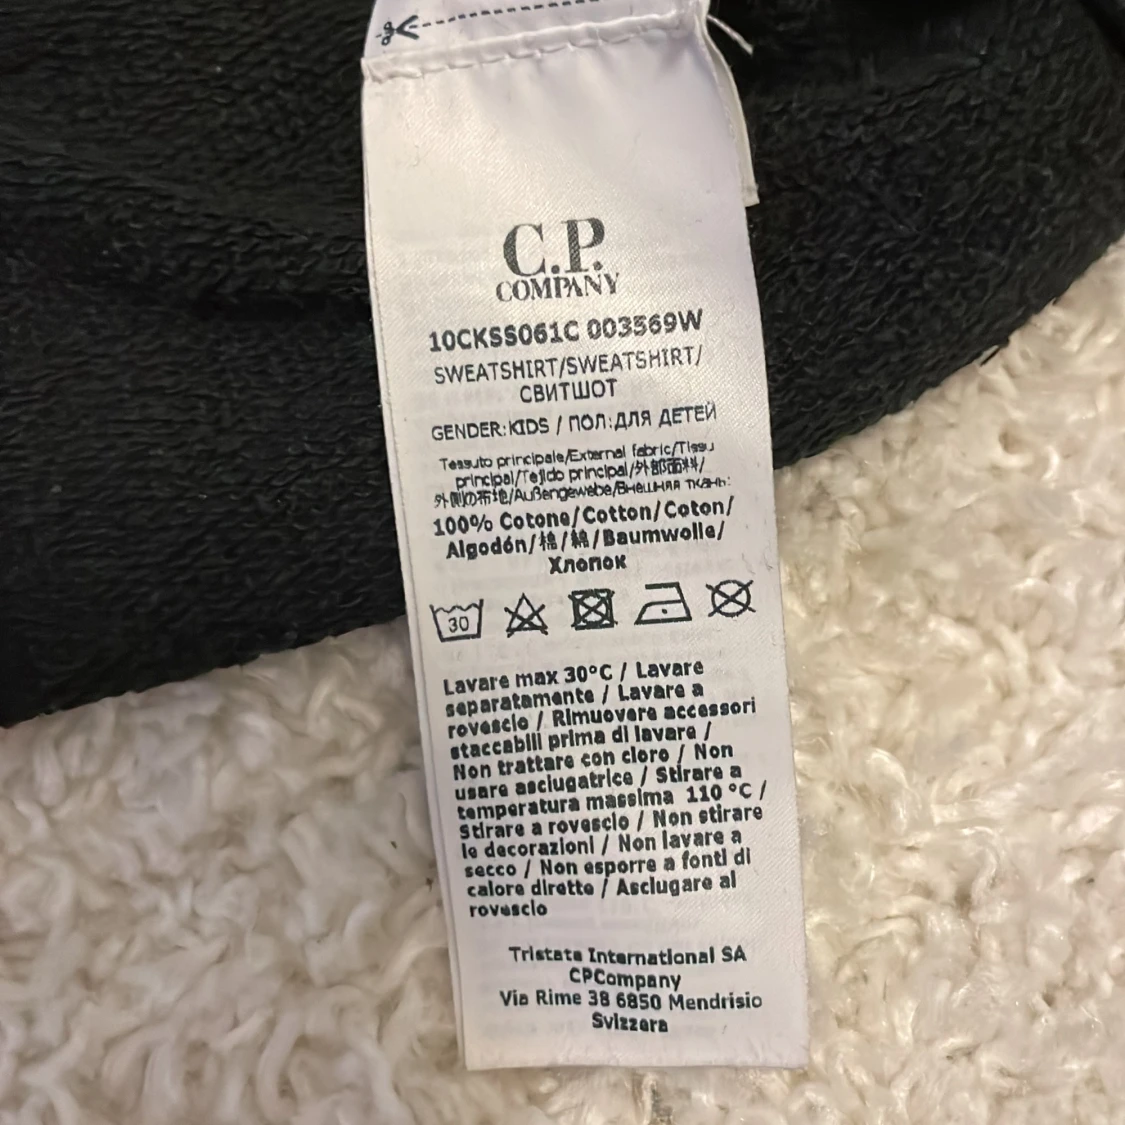 C.P.
COMPANY
10CKSS061C 003569W
SWEATSHIRT/SWEATSHIRT/
СВИТШОТ
GENDER:KIDS / ПОЛ:ДЛЯ ДЕТЕЙ
Tessuto principale/External fabric/Tissu
principal/Tejido principal/外部面料/
外側の布地/Außengewebe/Внешняя ткань:
100% Cotone/Cotton/Coton/
Algodón/棉/綿/Baumwolle/
Хлопок
30
Lavare max 30°C / Lavare
separatamente / Lavare a
rovescio / Rimuovere accessori
staccabili prima di lavare /
Non trattare con cloro / Non
usare asciugatrice / Stirare a
temperatura massima 110 °C /
Stirare a rovescio / Non stirare
le decorazioni / Non lavare a
secco / Non esporre a fonti di
calore dirette / Asciugare al
rovescio
Tristate International SA
CPCompany
Via Rime 38 6850 Mendrisio
Svizzera